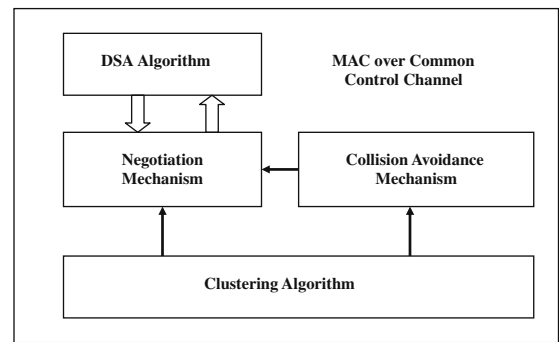 DSA Algorithm
MAC over Common
Control Channel
Negotiation
Mechanism
Collision Avoidance
Mechanism
Clustering Algorithm